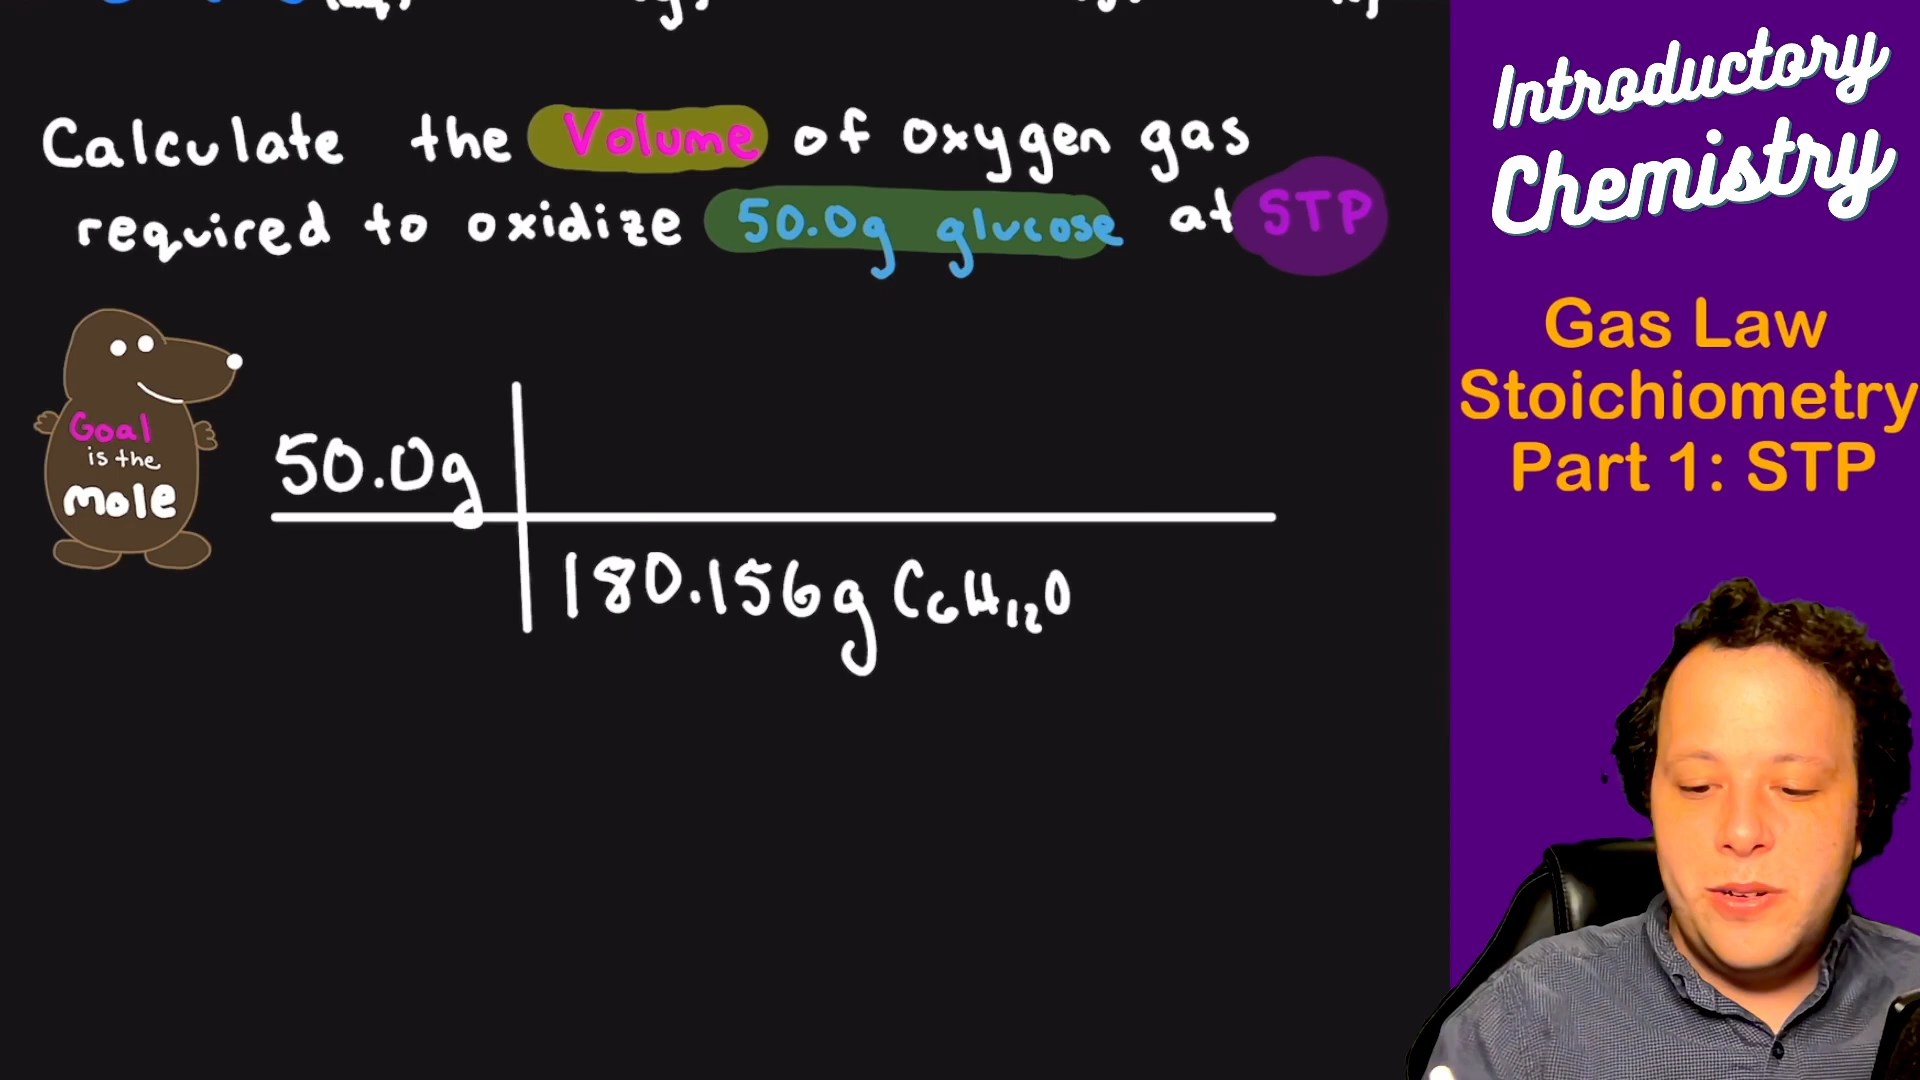 Calculate the Volume of oxygen gas
required to oxidize 50.0g glucose at STP
Goal
is the
mole
50.0g
180.156g C₆H₁₂O
Introductory
Chemistry
Gas Law
Stoichiometry
Part 1: STP